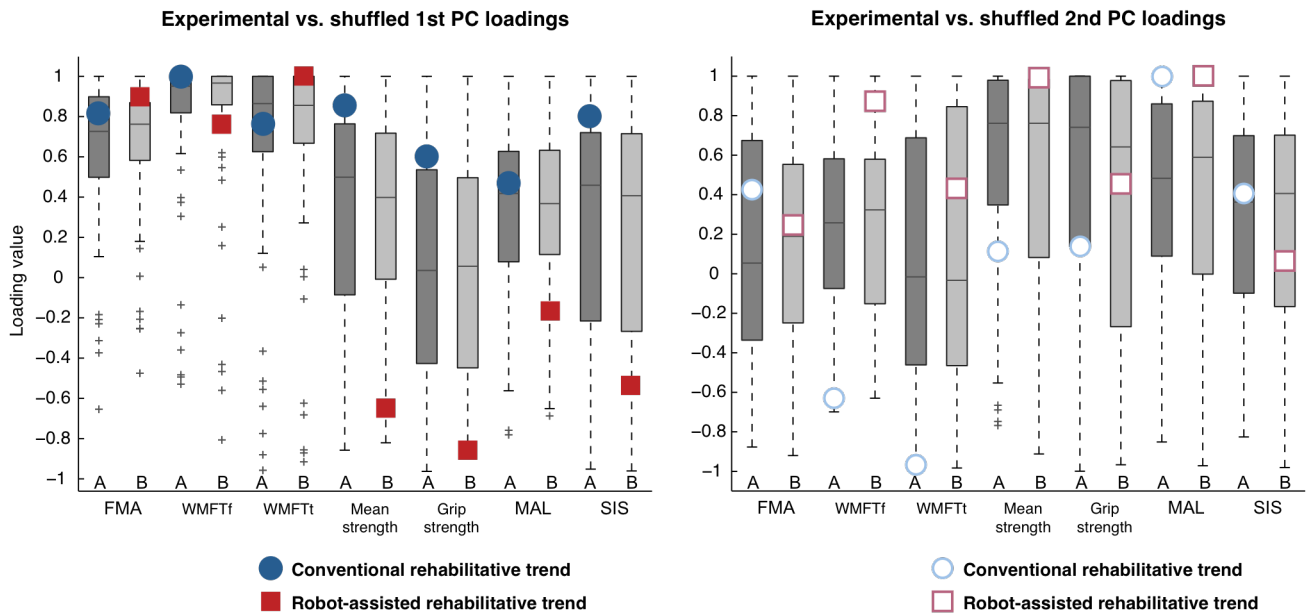 Experimental vs. shuffled 1st PC loadings
Loading value
1
0.8
0.6
0.4
0.2
0
−0.2
−0.4
−0.6
−0.8
−1
A B A B A B A B A B A B A B
FMA WMFTf WMFTt Mean strength Grip strength MAL SIS
Conventional rehabilitative trend
Robot-assisted rehabilitative trend
Experimental vs. shuffled 2nd PC loadings
1
0.8
0.6
0.4
0.2
0
−0.2
−0.4
−0.6
−0.8
−1
A B A B A B A B A B A B A B
FMA WMFTf WMFTt Mean strength Grip strength MAL SIS
Conventional rehabilitative trend
Robot-assisted rehabilitative trend